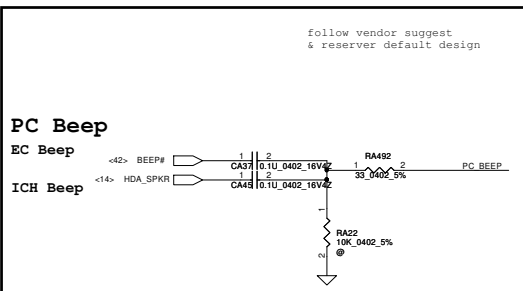 follow vendor suggest
& reserver default design
PC Beep
EC Beep
<42> BEEP#
1 2
CA37 0.1U_0402_16V4Z
RA492
1 2
33_0402_5%
PC_BEEP
ICH Beep
<14> HDA_SPKR
1 2
CA45 0.1U_0402_16V4Z
1
RA22
10K_0402_5%
@
2